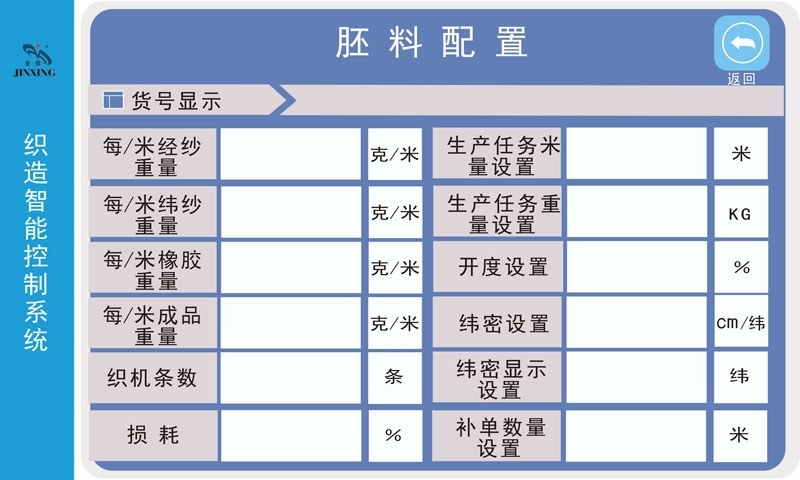 金信
JINXING
织造智能控制系统
胚料配置
返回
货号显示
每/米经纱
重量
克/米
生产任务米
量设置
米
每/米纬纱
重量
克/米
生产任务重
量设置
KG
每/米橡胶
重量
克/米
开度设置
%
每/米成品
重量
克/米
纬密设置
cm/纬
织机条数
条
纬密显示
设置
纬
损耗
%
补单数量
设置
米